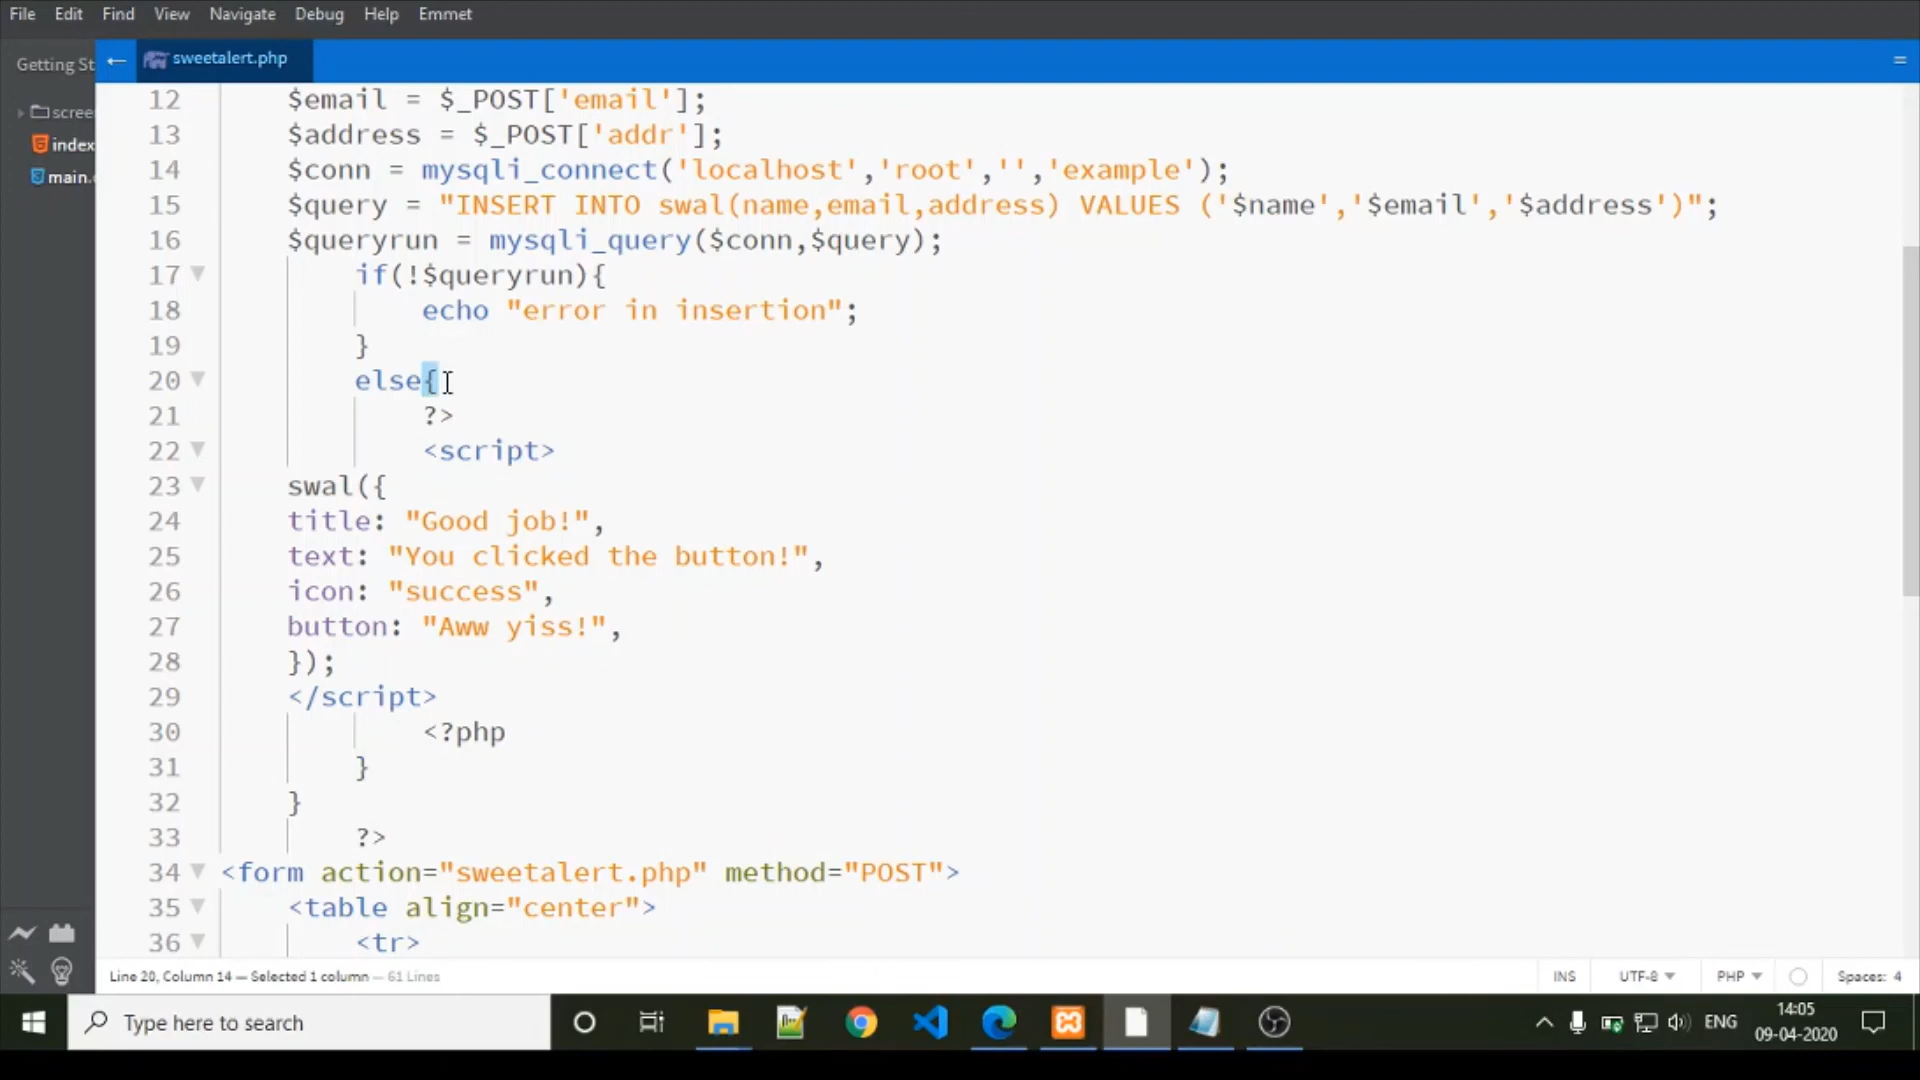 File Edit Find View Navigate Debug Help Emmet
Getting St
← sweetalert.php
scree
index
main.
12 $email = $_POST['email'];
13 $address = $_POST['addr'];
14 $conn = mysqli_connect('localhost','root','','example');
15 $query = "INSERT INTO swal(name,email,address) VALUES ('$name','$email','$address')";
16 $queryrun = mysqli_query($conn,$query);
17 if(!$queryrun){
18 echo "error in insertion";
19 }
20 else{
21 ?>
22 <script>
23 swal({
24 title: "Good job!",
25 text: "You clicked the button!",
26 icon: "success",
27 button: "Aww yiss!",
28 });
29 </script>
30 <?php
31 }
32 }
33 ?>
34 <form action="sweetalert.php" method="POST">
35 <table align="center">
36 <tr>
Line 20, Column 14 — Selected 1 column — 61 Lines
INS UTF-8 PHP Spaces: 4
Type here to search
ENG
14:05
09-04-2020